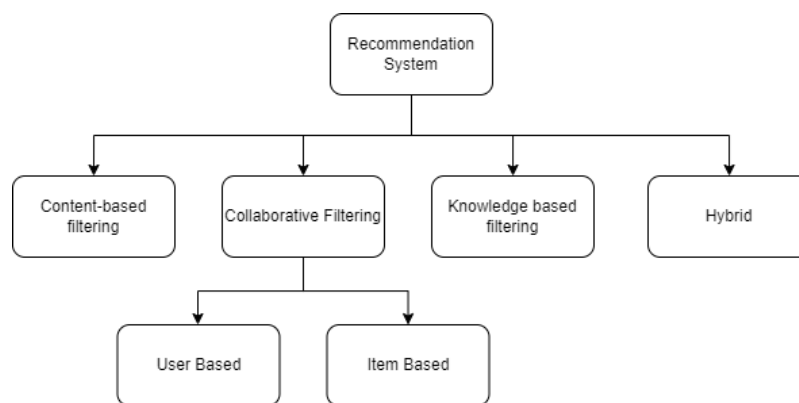 Recommendation
System
Content-based
filtering
Collaborative Filtering
Knowledge based
filtering
Hybrid
User Based
Item Based